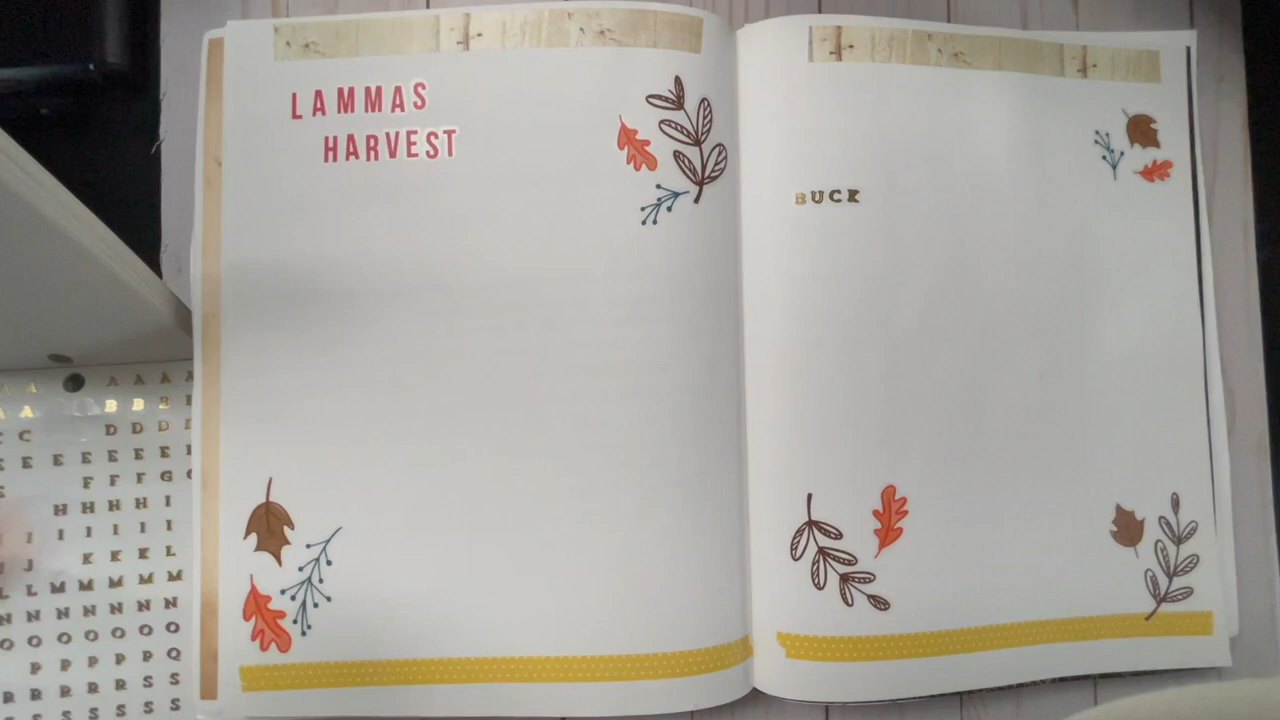 LAMMAS
HARVEST
BUCK
A A A A A A
A A B B B B
C C D D D D
E E E E E E E E
E F F F G G
H H H H I
I I I I I I
J J K K K L
L L M M M M M
N N N N N N N
O O O O O O O
P P P P P Q
R R R R R S S
S S S S S